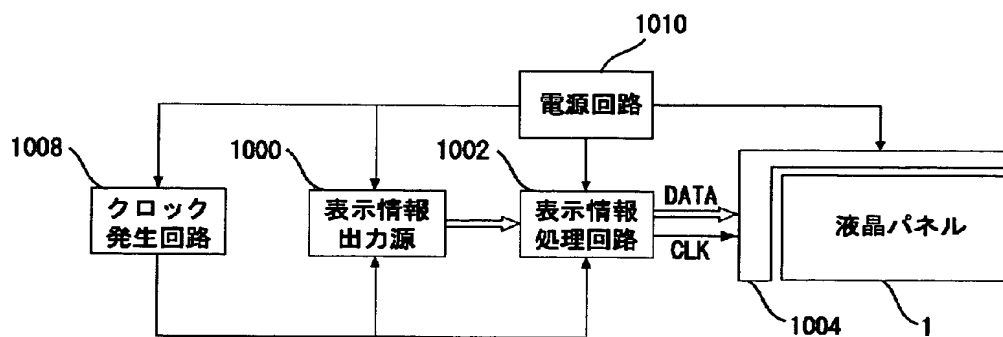 1010
電源回路
1008
1000
1002
クロック
発生回路
表示情報
出力源
表示情報
処理回路
DATA
CLK
液晶パネル
1004
1